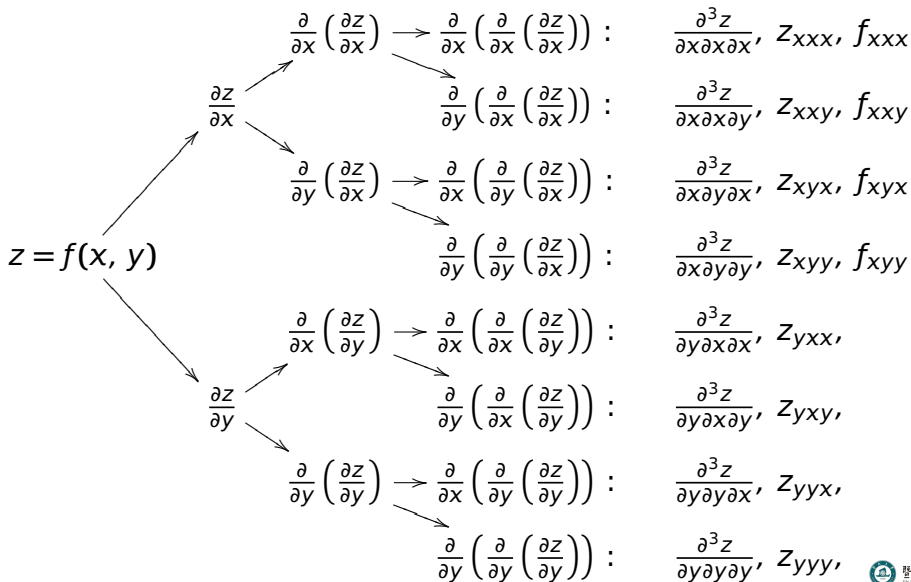 ∂/∂x (∂z/∂x) → ∂/∂x (∂/∂x (∂z/∂x)) : ∂³z/∂x∂x∂x, z_xxx, f_xxx
∂z/∂x ∂/∂y (∂/∂x (∂z/∂x)) : ∂³z/∂x∂x∂y, z_xxy, f_xxy
∂/∂y (∂z/∂x) → ∂/∂x (∂/∂y (∂z/∂x)) : ∂³z/∂x∂y∂x, z_xyx, f_xyx
z = f(x, y) ∂/∂y (∂/∂y (∂z/∂x)) : ∂³z/∂x∂y∂y, z_xyy, f_xyy
∂/∂x (∂z/∂y) → ∂/∂x (∂/∂x (∂z/∂y)) : ∂³z/∂y∂x∂x, z_yxx,
∂z/∂y ∂/∂y (∂/∂x (∂z/∂y)) : ∂³z/∂y∂x∂y, z_yxy,
∂/∂y (∂z/∂y) → ∂/∂x (∂/∂y (∂z/∂y)) : ∂³z/∂y∂y∂x, z_yyx,
∂/∂y (∂/∂y (∂z/∂y)) : ∂³z/∂y∂y∂y, z_yyy,